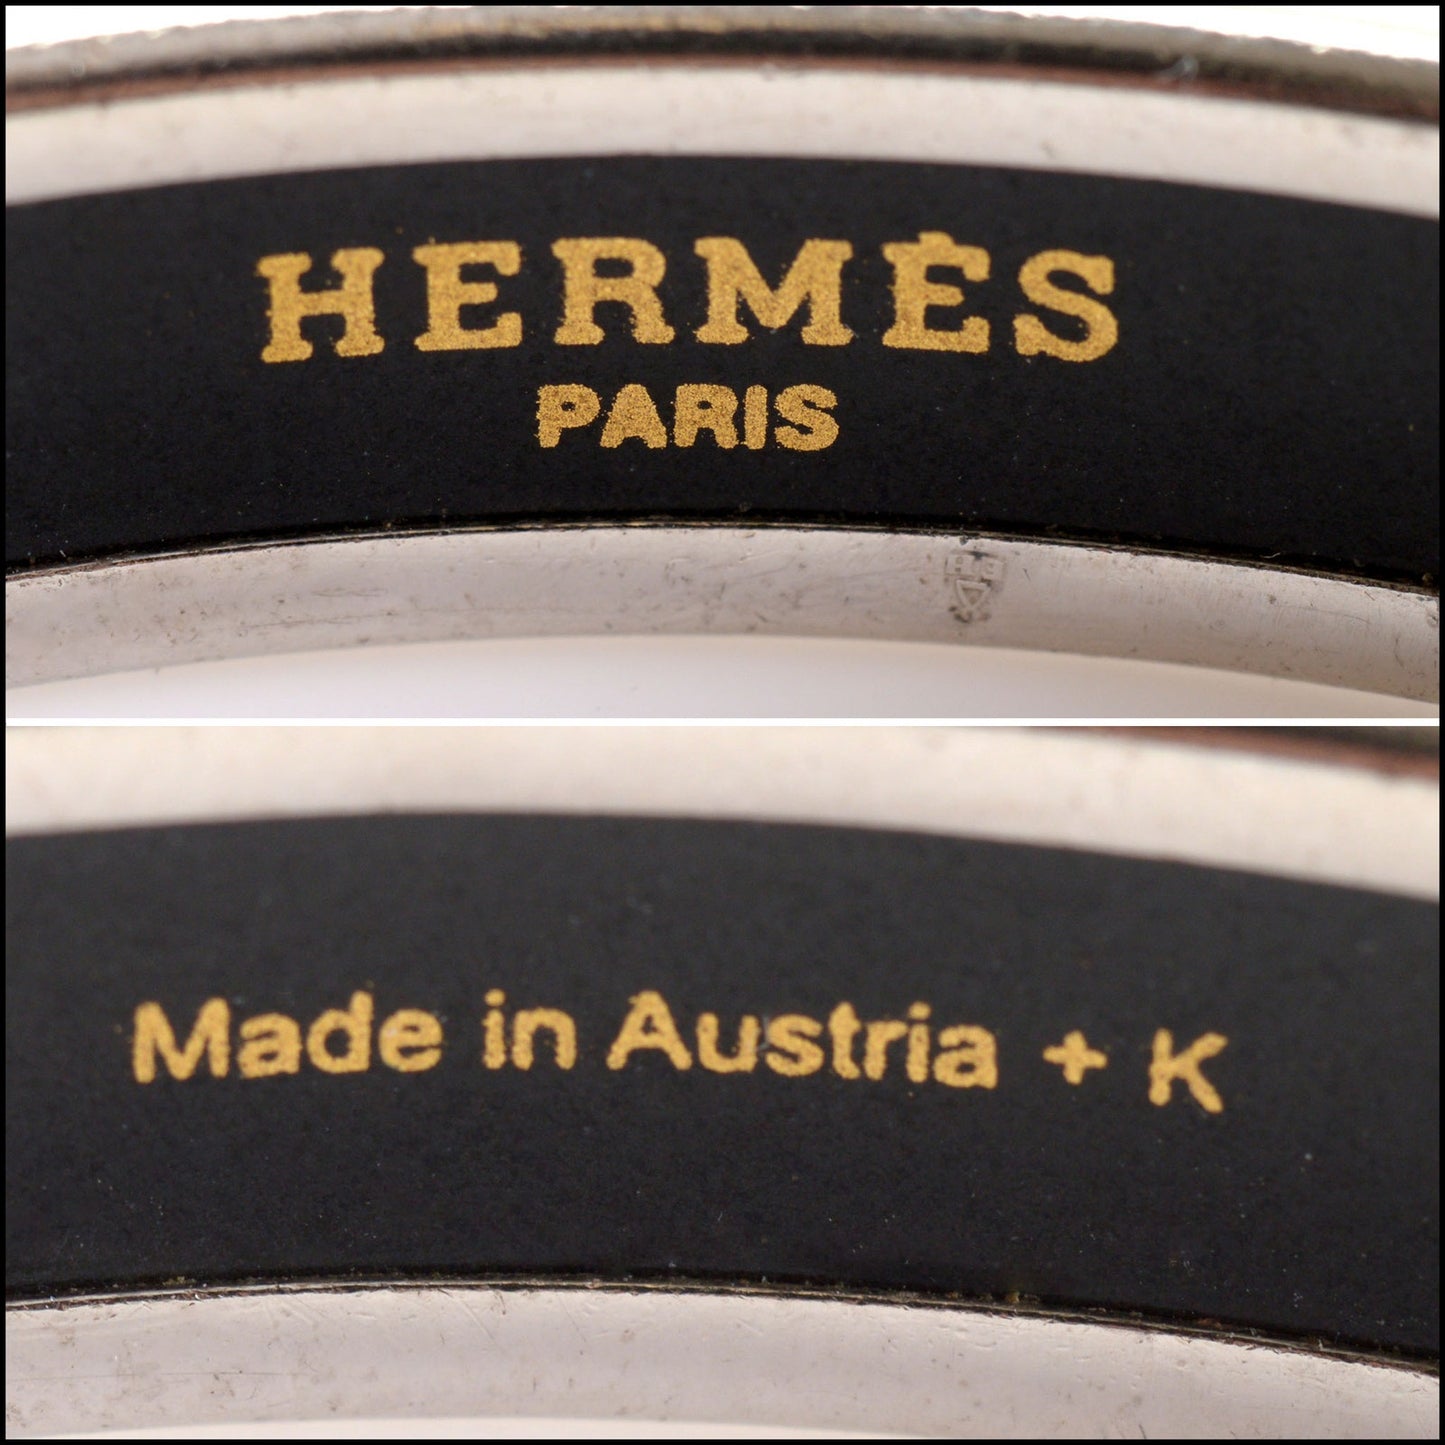 HERMÈS
PARIS
Made in Austria + K